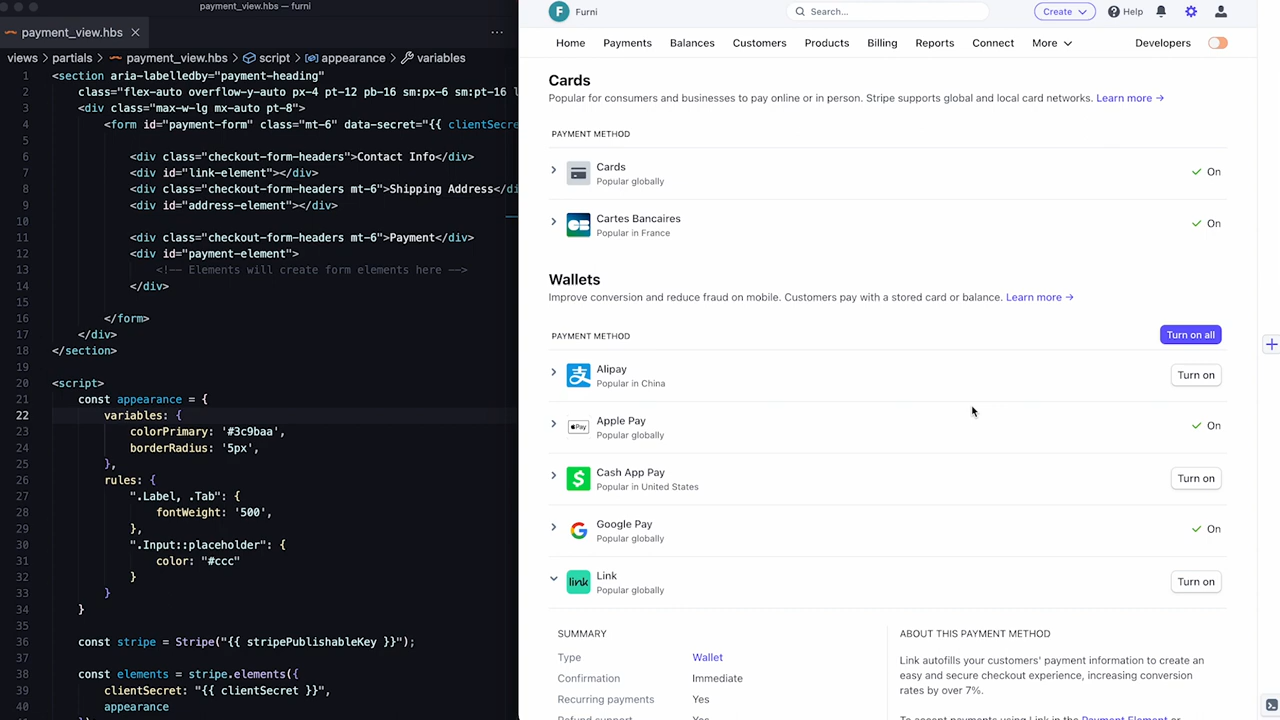 payment_view.hbs — furni
payment_view.hbs
views > partials > payment_view.hbs > script > appearance > variables
1 <section aria-labelledby="payment-heading"
2 class="flex-auto overflow-y-auto px-4 pt-12 pb-16 sm:px-6 sm:pt-16 l
3 <div class="max-w-lg mx-auto pt-8">
4 <form id="payment-form" class="mt-6" data-secret="{{ clientSecre
5
6 <div class="checkout-form-headers">Contact Info</div>
7 <div id="link-element"></div>
8 <div class="checkout-form-headers mt-6">Shipping Address</di
9 <div id="address-element"></div>
10
11 <div class="checkout-form-headers mt-6">Payment</div>
12 <div id="payment-element">
13 <!-- Elements will create form elements here -->
14 </div>
15
16 </form>
17 </div>
18 </section>
19
20 <script>
21 const appearance = {
22 variables: {
23 colorPrimary: '#3c9baa',
24 borderRadius: '5px',
25 },
26 rules: {
27 ".Label, .Tab": {
28 fontWeight: '500',
29 },
30 ".Input::placeholder": {
31 color: "#ccc"
32 }
33 }
34 }
35
36 const stripe = Stripe("{{ stripePublishableKey }}");
37
38 const elements = stripe.elements({
39 clientSecret: "{{ clientSecret }}",
40 appearance
F Furni
Search...
Create
Help
Home Payments Balances Customers Products Billing Reports Connect More Developers
Cards
Popular for consumers and businesses to pay online or in person. Stripe supports global and local card networks. Learn more →
PAYMENT METHOD
Cards
Popular globally
On
Cartes Bancaires
Popular in France
On
Wallets
Improve conversion and reduce fraud on mobile. Customers pay with a stored card or balance. Learn more →
PAYMENT METHOD
Turn on all
Alipay
Popular in China
Turn on
Apple Pay
Popular globally
On
Cash App Pay
Popular in United States
Turn on
Google Pay
Popular globally
On
link
Link
Popular globally
Turn on
SUMMARY
Type Wallet
Confirmation Immediate
Recurring payments Yes
Refund support Yes
ABOUT THIS PAYMENT METHOD
Link autofills your customers' payment information to create an
easy and secure checkout experience, increasing conversion
rates by over 7%.
To accept payments using Link in the Payment Element or